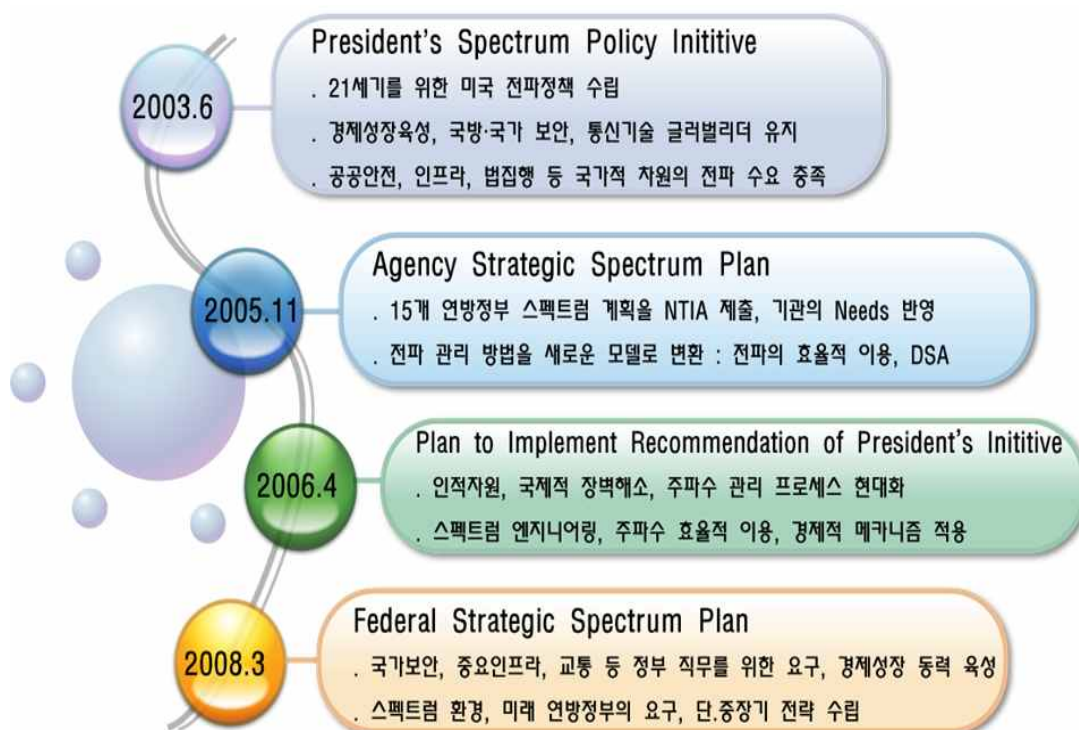 2003.6
President's Spectrum Policy Inititive
. 21세기를 위한 미국 전파정책 수립
. 경제성장육성, 국방·국가 보안, 통신기술 글러벌리더 유지
. 공공안전, 인프라, 법집행 등 국가적 차원의 전파 수요 충족
2005.11
Agency Strategic Spectrum Plan
. 15개 연방정부 스펙트럼 계획을 NTIA 제출, 기관의 Needs 반영
. 전파 관리 방법을 새로운 모델로 변환 : 전파의 효율적 이용, DSA
2006.4
Plan to Implement Recommendation of President's Inititive
. 인적자원, 국제적 장벽해소, 주파수 관리 프로세스 현대화
. 스펙트럼 엔지니어링, 주파수 효율적 이용, 경제적 메카니즘 적용
2008.3
Federal Strategic Spectrum Plan
. 국가보안, 중요인프라, 교통 등 정부 직무를 위한 요구, 경제성장 동력 육성
. 스펙트럼 환경, 미래 연방정부의 요구, 단.중장기 전략 수립